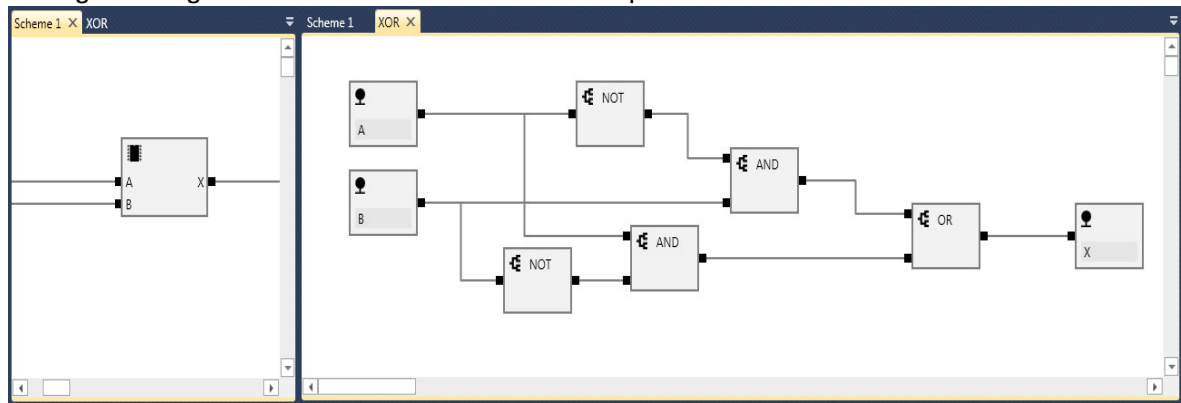 Scheme 1 XOR
A X
B
Scheme 1 XOR
A
NOT
AND
B
AND
NOT
OR
X